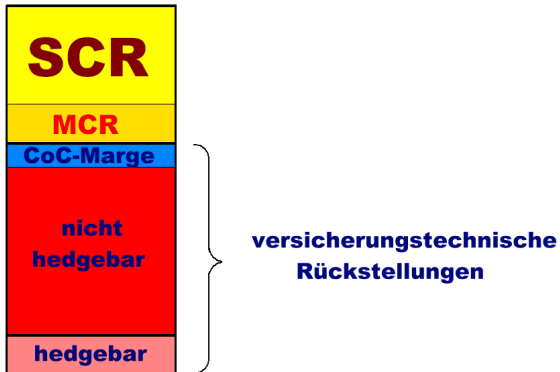 SCR
MCR
CoC-Marge
nicht
hedgebar
versicherungstechnische
Rückstellungen
hedgebar